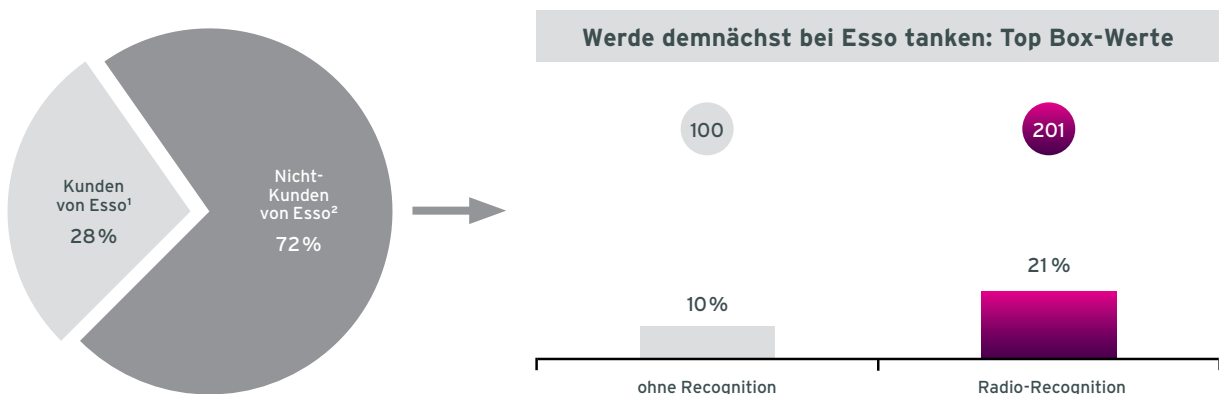 Kunden
von Esso¹
28 %
Nicht-
Kunden
von Esso²
72 %
Werde demnächst bei Esso tanken: Top Box-Werte
100
201
10 %
21 %
ohne Recognition
Radio-Recognition